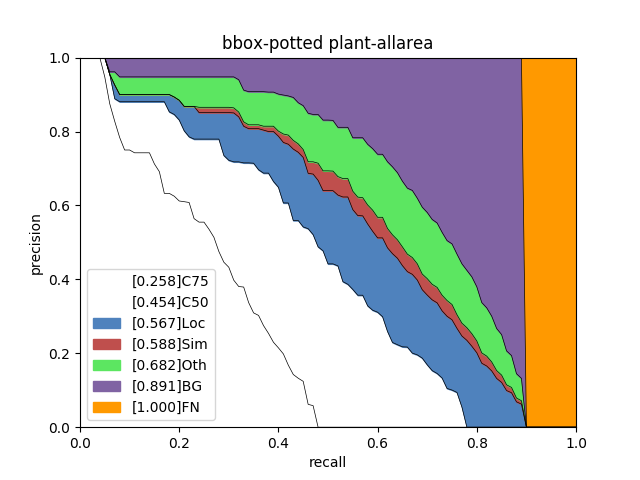 bbox-potted plant-allarea
precision
1.0
0.8
0.6
0.4
0.2
0.0
[0.258]C75
[0.454]C50
[0.567]Loc
[0.588]Sim
[0.682]Oth
[0.891]BG
[1.000]FN
0.0 0.2 0.4 0.6 0.8 1.0
recall